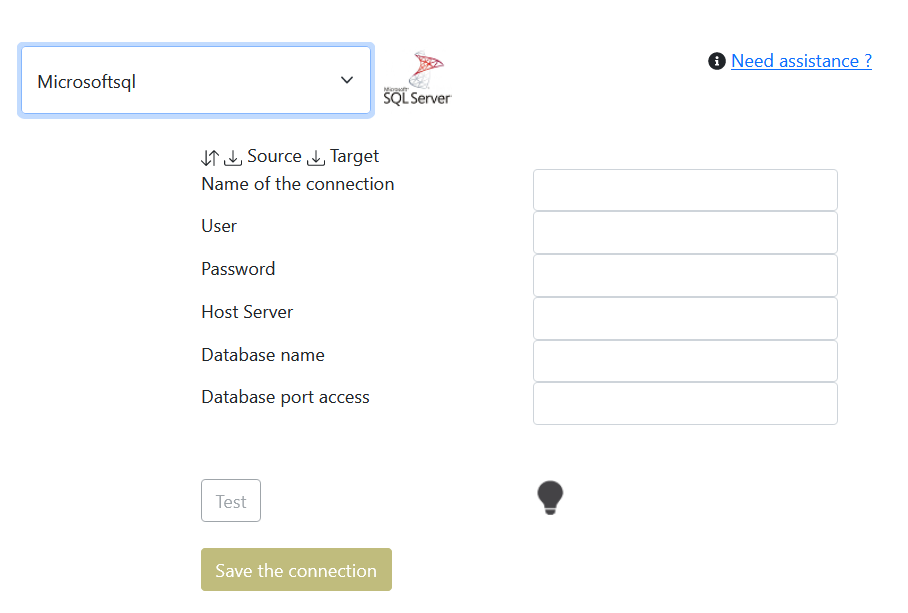 Microsoftsql
Microsoft
SQL Server
Need assistance ?
Source Target
Name of the connection
User
Password
Host Server
Database name
Database port access
Test
Save the connection